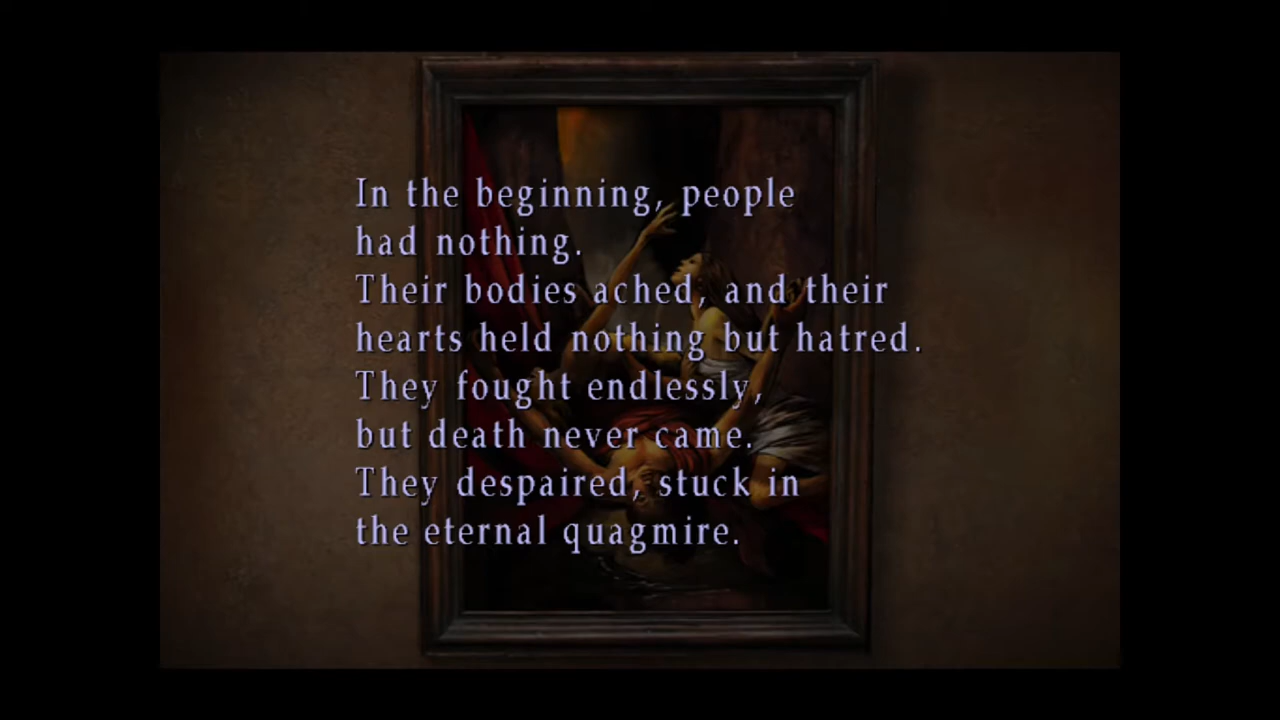 In the beginning, people
had nothing.
Their bodies ached, and their
hearts held nothing but hatred.
They fought endlessly,
but death never came.
They despaired, stuck in
the eternal quagmire.